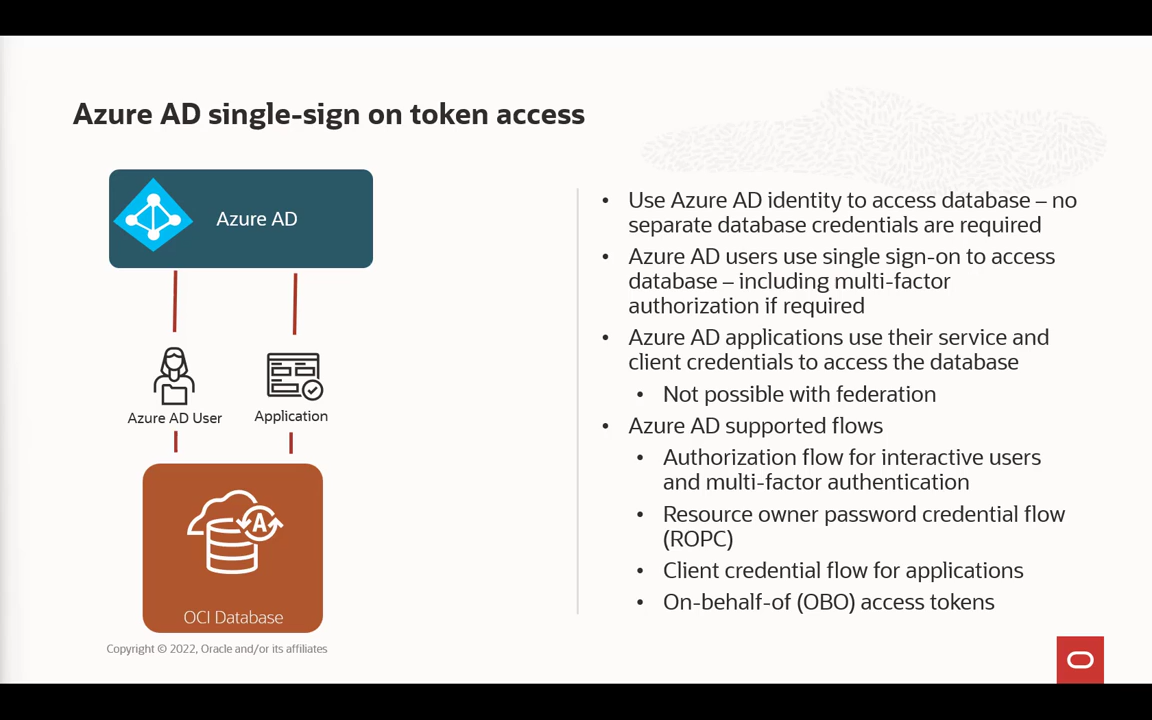 Azure AD single-sign on token access
Azure AD
Azure AD User
Application
OCI Database
A
Copyright © 2022, Oracle and/or its affiliates
• Use Azure AD identity to access database – no
separate database credentials are required
• Azure AD users use single sign-on to access
database – including multi-factor
authorization if required
• Azure AD applications use their service and
client credentials to access the database
• Not possible with federation
• Azure AD supported flows
• Authorization flow for interactive users
and multi-factor authentication
• Resource owner password credential flow
(ROPC)
• Client credential flow for applications
• On-behalf-of (OBO) access tokens